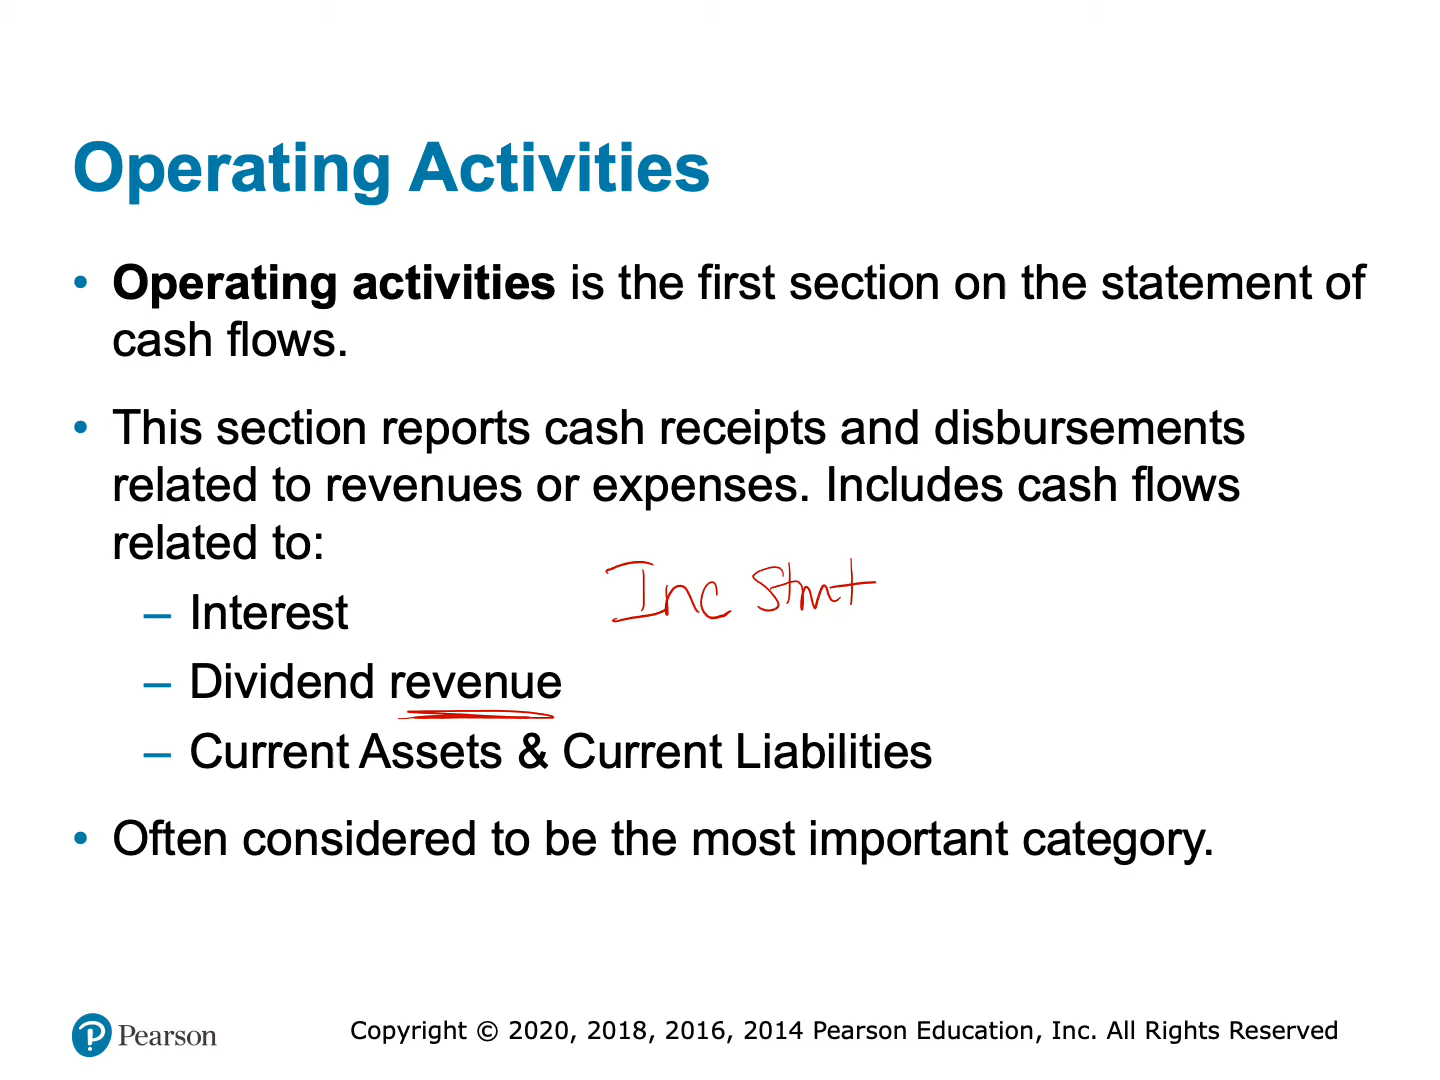 Operating Activities
• Operating activities is the first section on the statement of
cash flows.
• This section reports cash receipts and disbursements
related to revenues or expenses. Includes cash flows
related to:
Inc Stmt
– Interest
– Dividend revenue
– Current Assets & Current Liabilities
• Often considered to be the most important category.
Pearson
Copyright © 2020, 2018, 2016, 2014 Pearson Education, Inc. All Rights Reserved